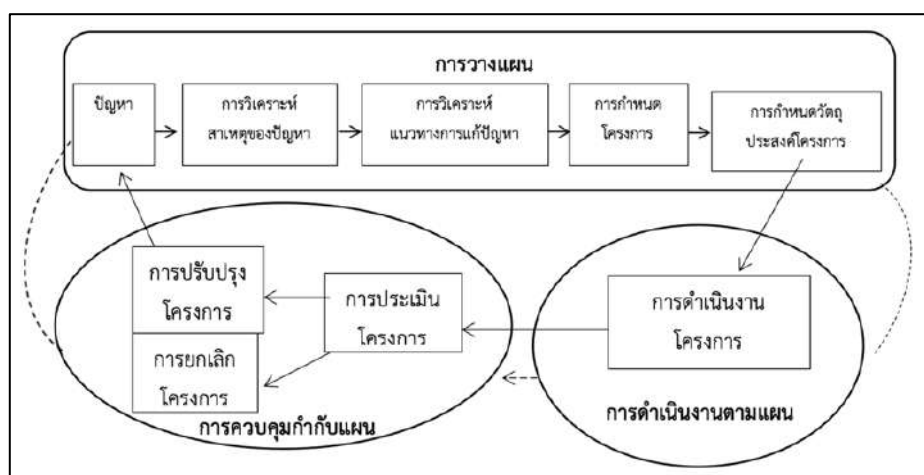 การวางแผน
ปัญหา
การวิเคราะห์
สาเหตุของปัญหา
การวิเคราะห์
แนวทางการแก้ปัญหา
การกำหนด
โครงการ
การกำหนดวัตถุ
ประสงค์โครงการ
การปรับปรุง
โครงการ
การยกเลิก
โครงการ
การประเมิน
โครงการ
การควบคุมกำกับแผน
การดำเนินงาน
โครงการ
การดำเนินงานตามแผน